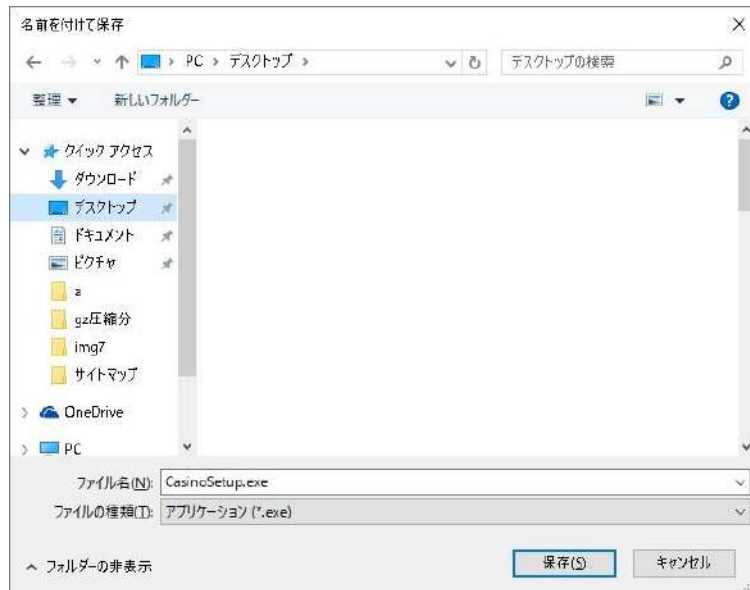 名前を付けて保存
PC › デスクトップ ›
デスクトップの検索
整理
新しいフォルダー
クイック アクセス
ダウンロード
デスクトップ
ドキュメント
ピクチャ
a
gz圧縮分
img7
サイトマップ
OneDrive
PC
ファイル名(N): CasinoSetup.exe
ファイルの種類(T): アプリケーション (*.exe)
フォルダーの非表示
保存(S)
キャンセル